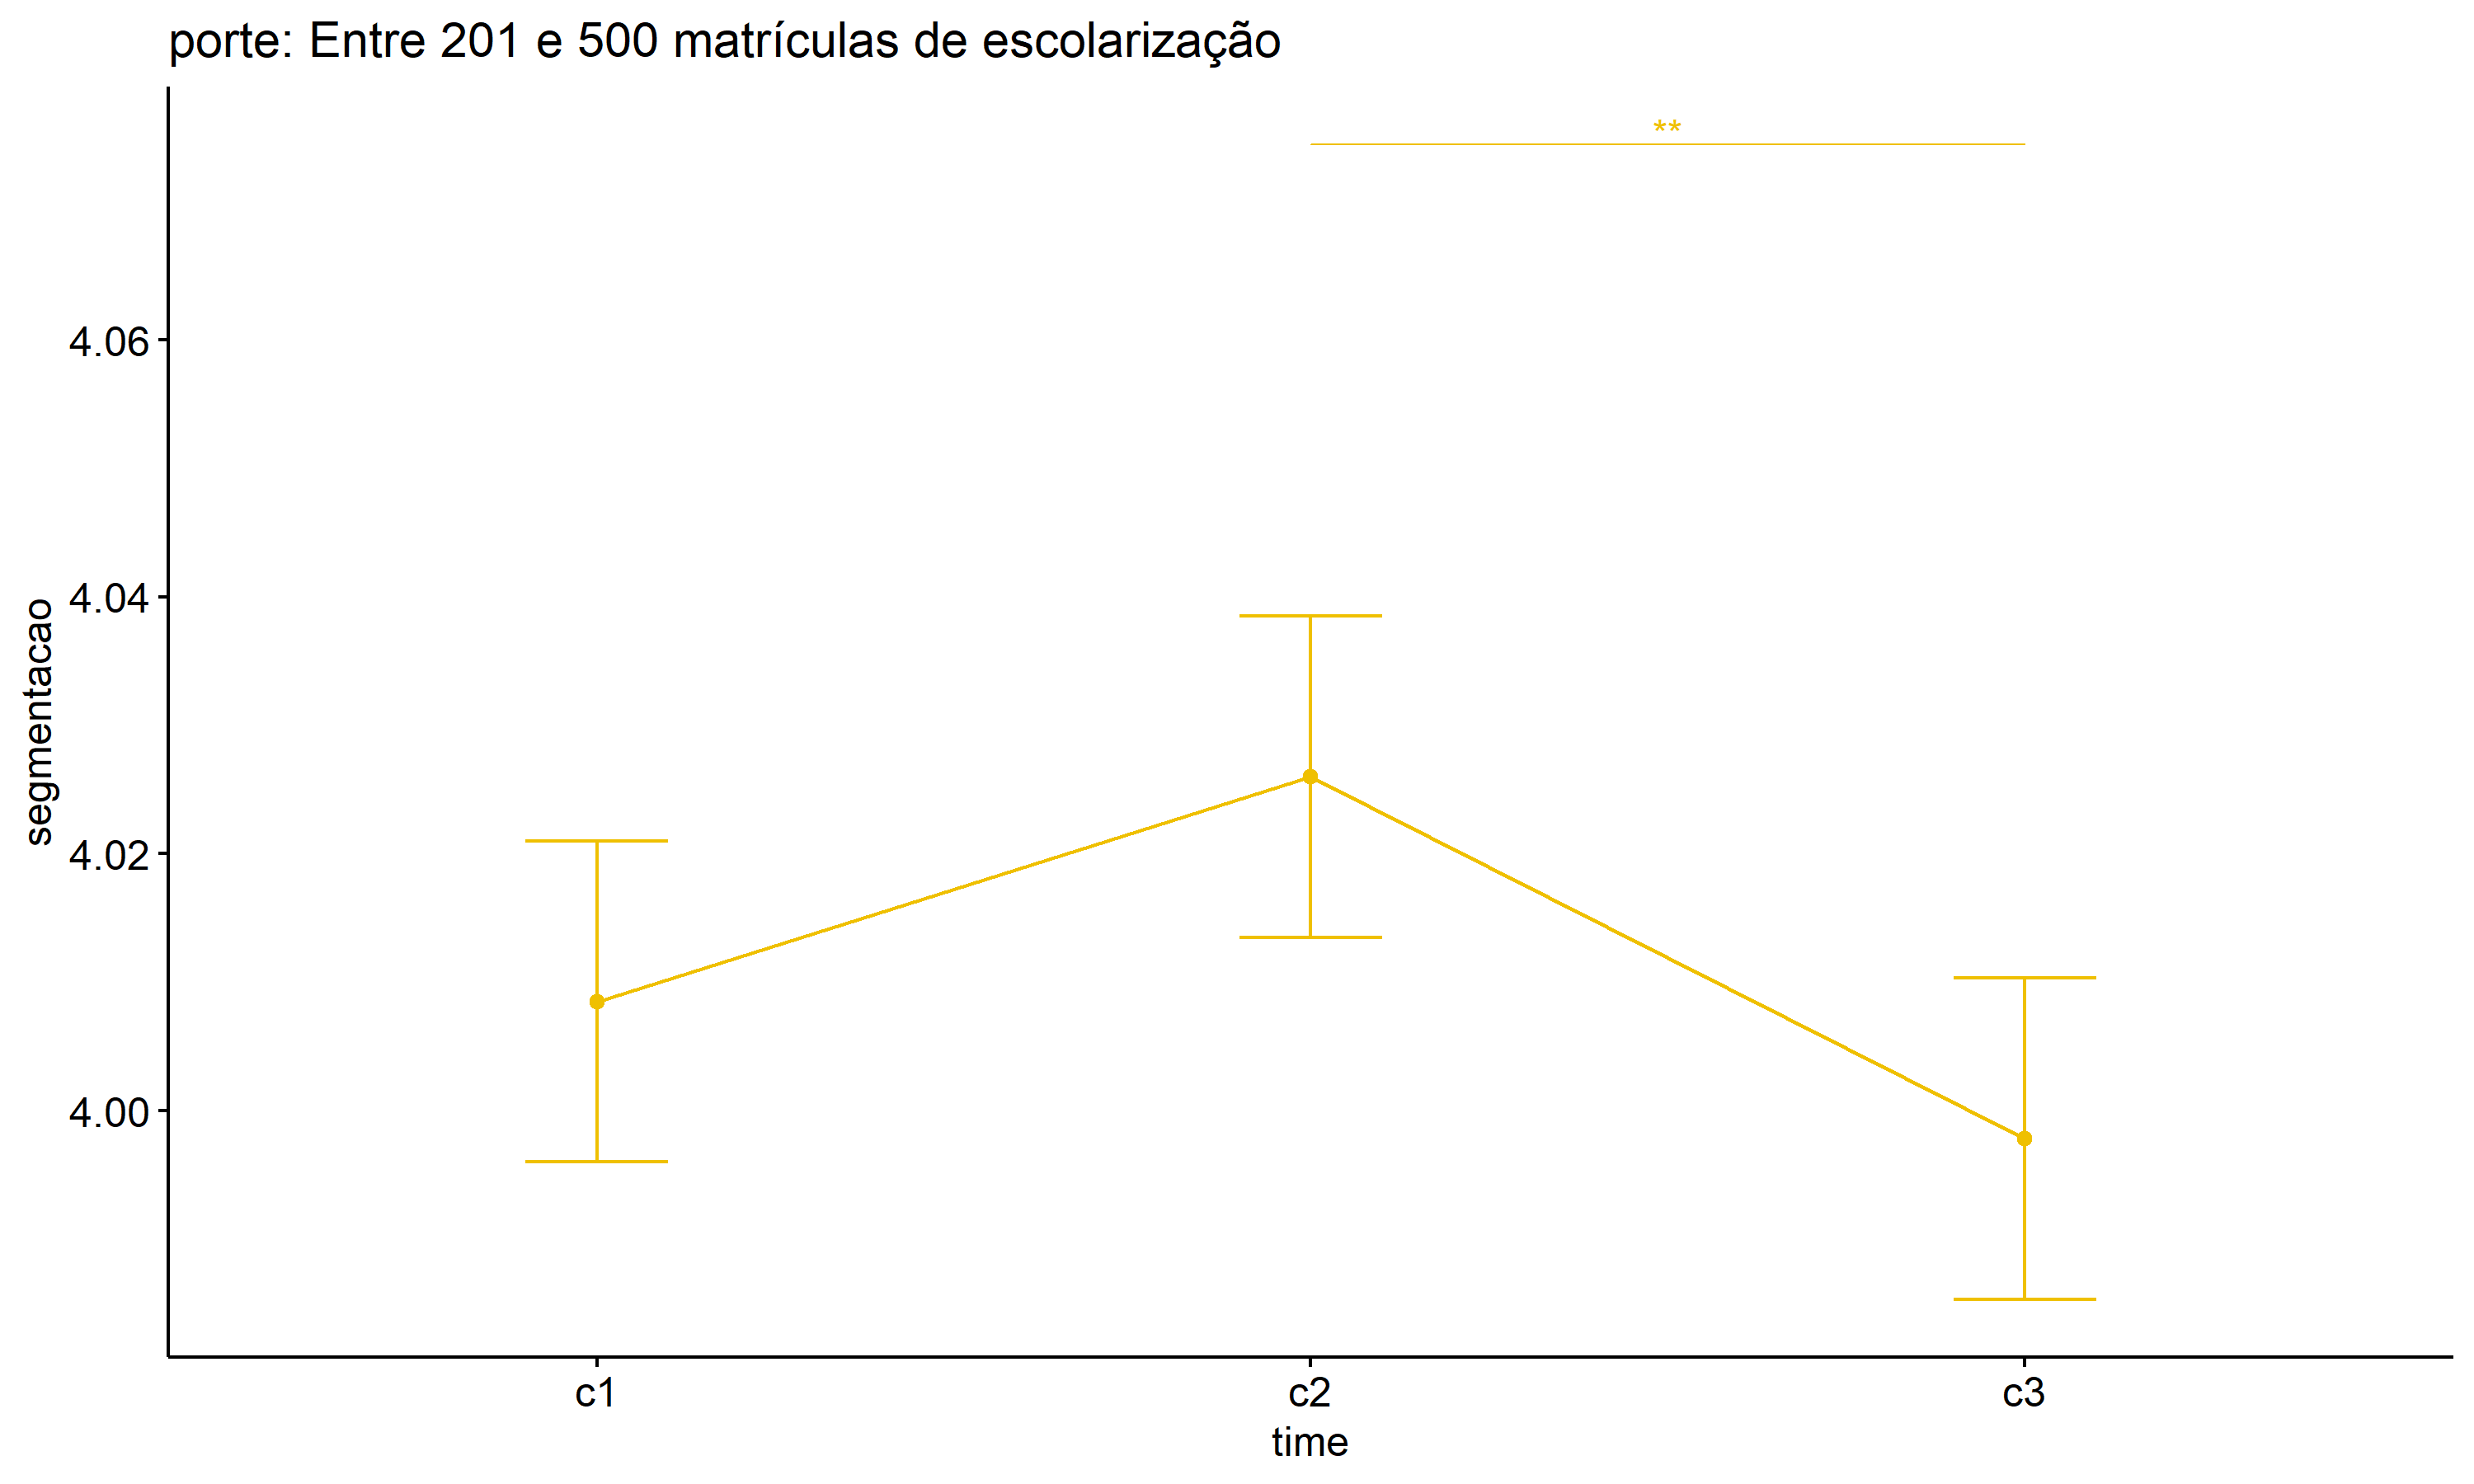 porte: Entre 201 e 500 matrículas de escolarização
**
4.06
4.04
4.02
4.00
segmentacao
c1
c2
c3
time